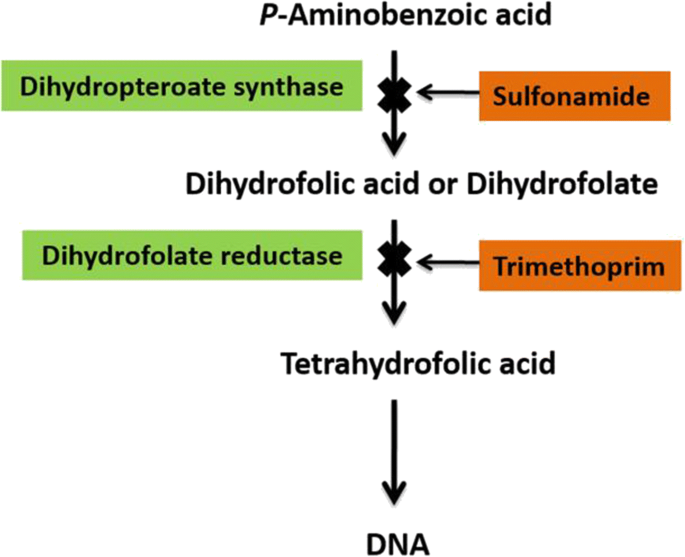 P-Aminobenzoic acid
Dihydropteroate synthase
Sulfonamide
Dihydrofolic acid or Dihydrofolate
Dihydrofolate reductase
Trimethoprim
Tetrahydrofolic acid
DNA